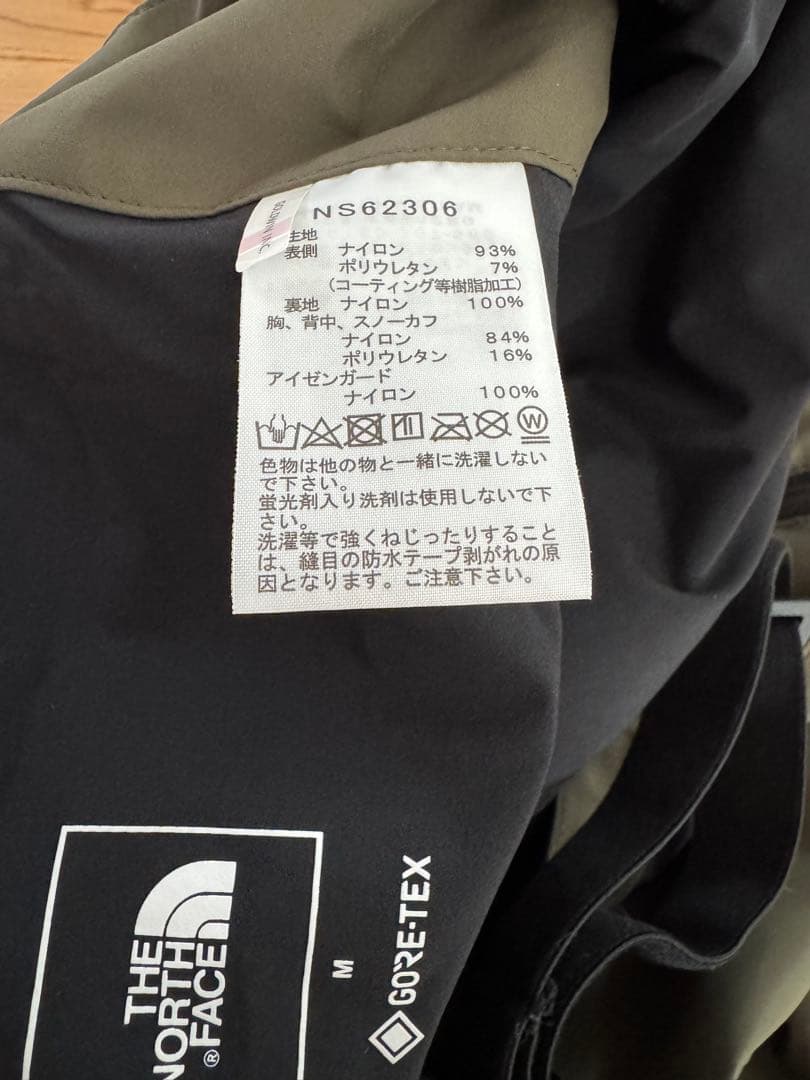 GOLDWIN INC.
NS62306
生地
表側 ナイロン 93%
ポリウレタン 7%
(コーティング等樹脂加工)
裏地 ナイロン 100%
胸、背中、スノーカフ
ナイロン 84%
ポリウレタン 16%
アイゼンガード
ナイロン 100%
W
色物は他の物と一緒に洗濯しない
で下さい。
蛍光剤入り洗剤は使用しないで下
さい。
洗濯等で強くねじったりすること
は、縫目の防水テープ剥がれの原
因となります。ご注意下さい。
THE
NORTH
FACE®
M
GORE-TEX